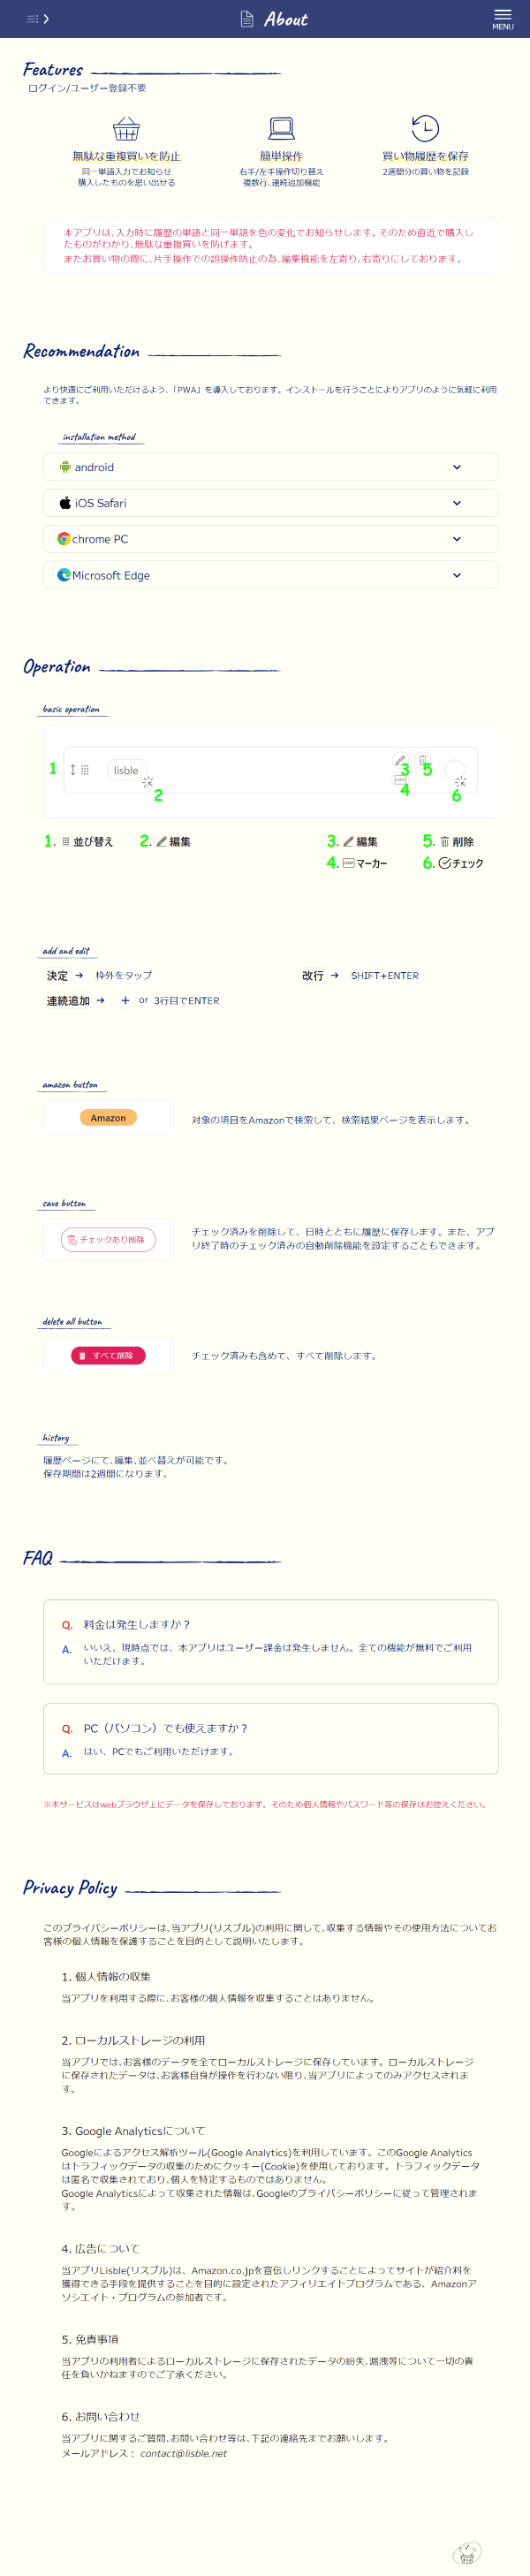 About
MENU
Features
ログイン/ユーザー登録不要
無駄な重複買いを防止
同一単語入力でお知らせ
購入したものを思い出せる
簡単操作
右手/左手操作切り替え
複数行、連続追加機能
買い物履歴を保存
2週間分の買い物を記録
本アプリは、入力時に履歴の単語と同一単語を色の変化でお知らせします。そのため直近で購入し
たものがわかり、無駄な重複買いを防げます。
またお買い物の際に、片手操作での誤操作防止の為、編集機能を左寄り、右寄りにしております。
Recommendation
より快適にご利用いただけるよう、「PWA」を導入しております。インストールを行うことによりアプリのように気軽に利用
できます。
installation method
android
iOS Safari
chrome PC
Microsoft Edge
Operation
basic operation
1
lisble
2
3
4
5
6
1. 並び替え
2. 編集
3. 編集
4. マーカー
5. 削除
6. チェック
add and edit
決定 → 枠外をタップ
改行 → SHIFT+ENTER
連続追加 → + or 3行目でENTER
amazon button
Amazon
対象の項目をAmazonで検索して、検索結果ページを表示します。
save button
チェックあり削除
チェック済みを削除して、日時とともに履歴に保存します。また、アプ
リ終了時のチェック済みの自動削除機能を設定することもできます。
delete all button
すべて削除
チェック済みも含めて、すべて削除します。
history
履歴ページにて、編集、並べ替えが可能です。
保存期間は2週間になります。
FAQ
Q. 料金は発生しますか？
A. いいえ、現時点では、本アプリはユーザー課金は発生しません。全ての機能が無料でご利用
いただけます。
Q. PC（パソコン）でも使えますか？
A. はい、PCでもご利用いただけます。
※本サービスはwebブラウザ上にデータを保存しております。そのため個人情報やパスワード等の保存はお控えください。
Privacy Policy
このプライバシーポリシーは、当アプリ(リスブル)の利用に関して、収集する情報やその使用方法についてお
客様の個人情報を保護することを目的として説明いたします。
1. 個人情報の収集
当アプリを利用する際に、お客様の個人情報を収集することはありません。
2. ローカルストレージの利用
当アプリでは、お客様のデータを全てローカルストレージに保存しています。ローカルストレージ
に保存されたデータは、お客様自身が操作を行わない限り、当アプリによってのみアクセスされま
す。
3. Google Analyticsについて
Googleによるアクセス解析ツール(Google Analytics)を利用しています。このGoogle Analytics
はトラフィックデータの収集のためにクッキー(Cookie)を使用しております。トラフィックデータ
は匿名で収集されており、個人を特定するものではありません。
Google Analyticsによって収集された情報は、Googleのプライバシーポリシーに従って管理されま
す。
4. 広告について
当アプリLisble(リスブル)は、Amazon.co.jpを宣伝しリンクすることによってサイトが紹介料を
獲得できる手段を提供することを目的に設定されたアフィリエイトプログラムである、Amazonア
ソシエイト・プログラムの参加者です。
5. 免責事項
当アプリの利用者によるローカルストレージに保存されたデータの紛失、漏洩等について一切の責
任を負いかねますのでご了承ください。
6. お問い合わせ
当アプリに関するご質問、お問い合わせ等は、下記の連絡先までお願いします。
メールアドレス： contact@lisble.net